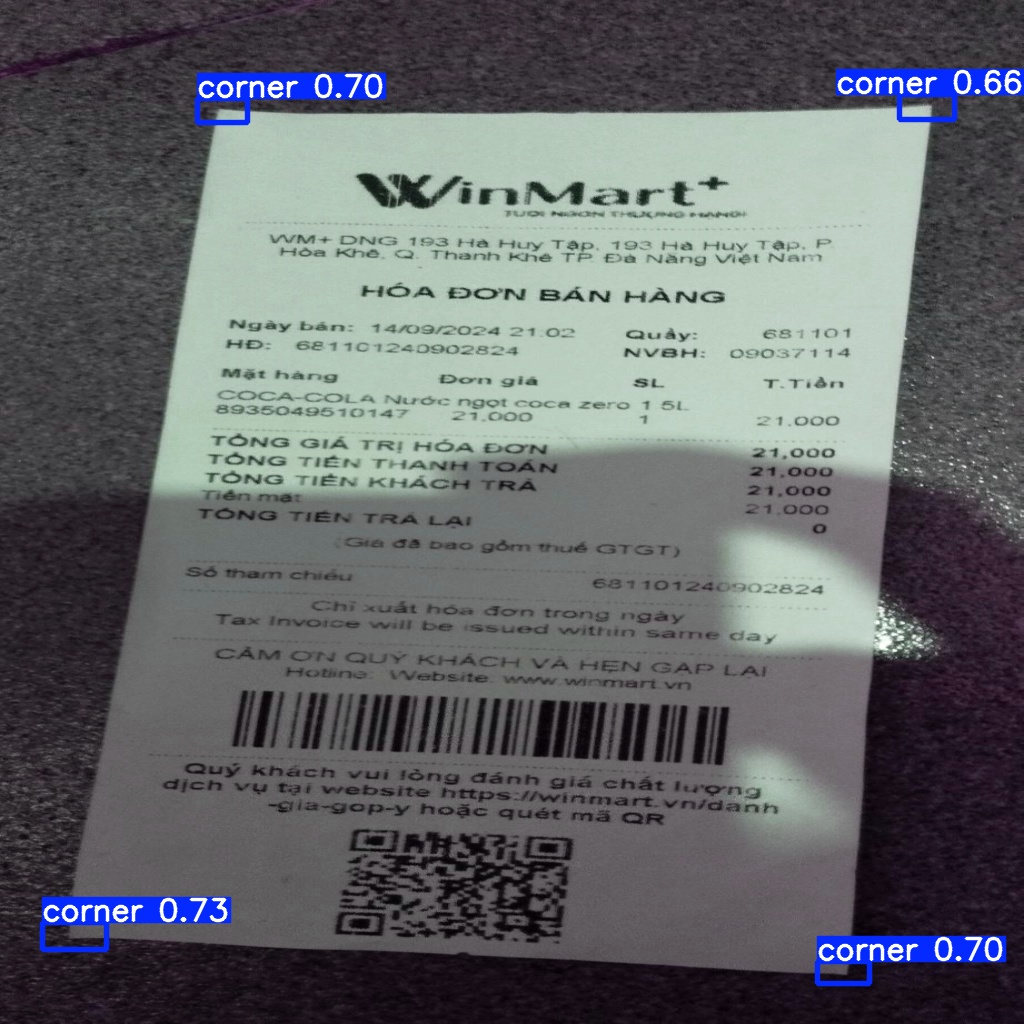 corner 0.70
corner 0.66
WinMart+
TƯƠI NGON THƯỢNG HẠNG!
WM+ DNG 193 Hà Huy Tập, 193 Hà Huy Tập, P.
Hòa Khê, Q. Thanh Khê TP. Đà Nẵng Việt Nam
HÓA ĐƠN BÁN HÀNG
Ngày bán: 14/09/2024 21:02 Quầy: 681101
HĐ: 681101240902824 NVBH: 09037114
Mặt hàng Đơn giá SL T.Tiền
COCA-COLA Nước ngọt coca zero 1.5L
8935049510147 21,000 1 21,000
TỔNG GIÁ TRỊ HÓA ĐƠN 21,000
TỔNG TIỀN THANH TOÁN 21,000
TỔNG TIỀN KHÁCH TRẢ 21,000
Tiền mặt 21,000
TỔNG TIỀN TRẢ LẠI 0
(Giá đã bao gồm thuế GTGT)
Số tham chiếu 681101240902824
Chỉ xuất hóa đơn trong ngày
Tax Invoice will be issued within same day
CẢM ƠN QUÝ KHÁCH VÀ HẸN GẶP LẠI
Hotline: Website: www.winmart.vn
Quý khách vui lòng đánh giá chất lượng
dịch vụ tại website https://winmart.vn/danh
-gia-gop-y hoặc quét mã QR
corner 0.73
corner 0.70